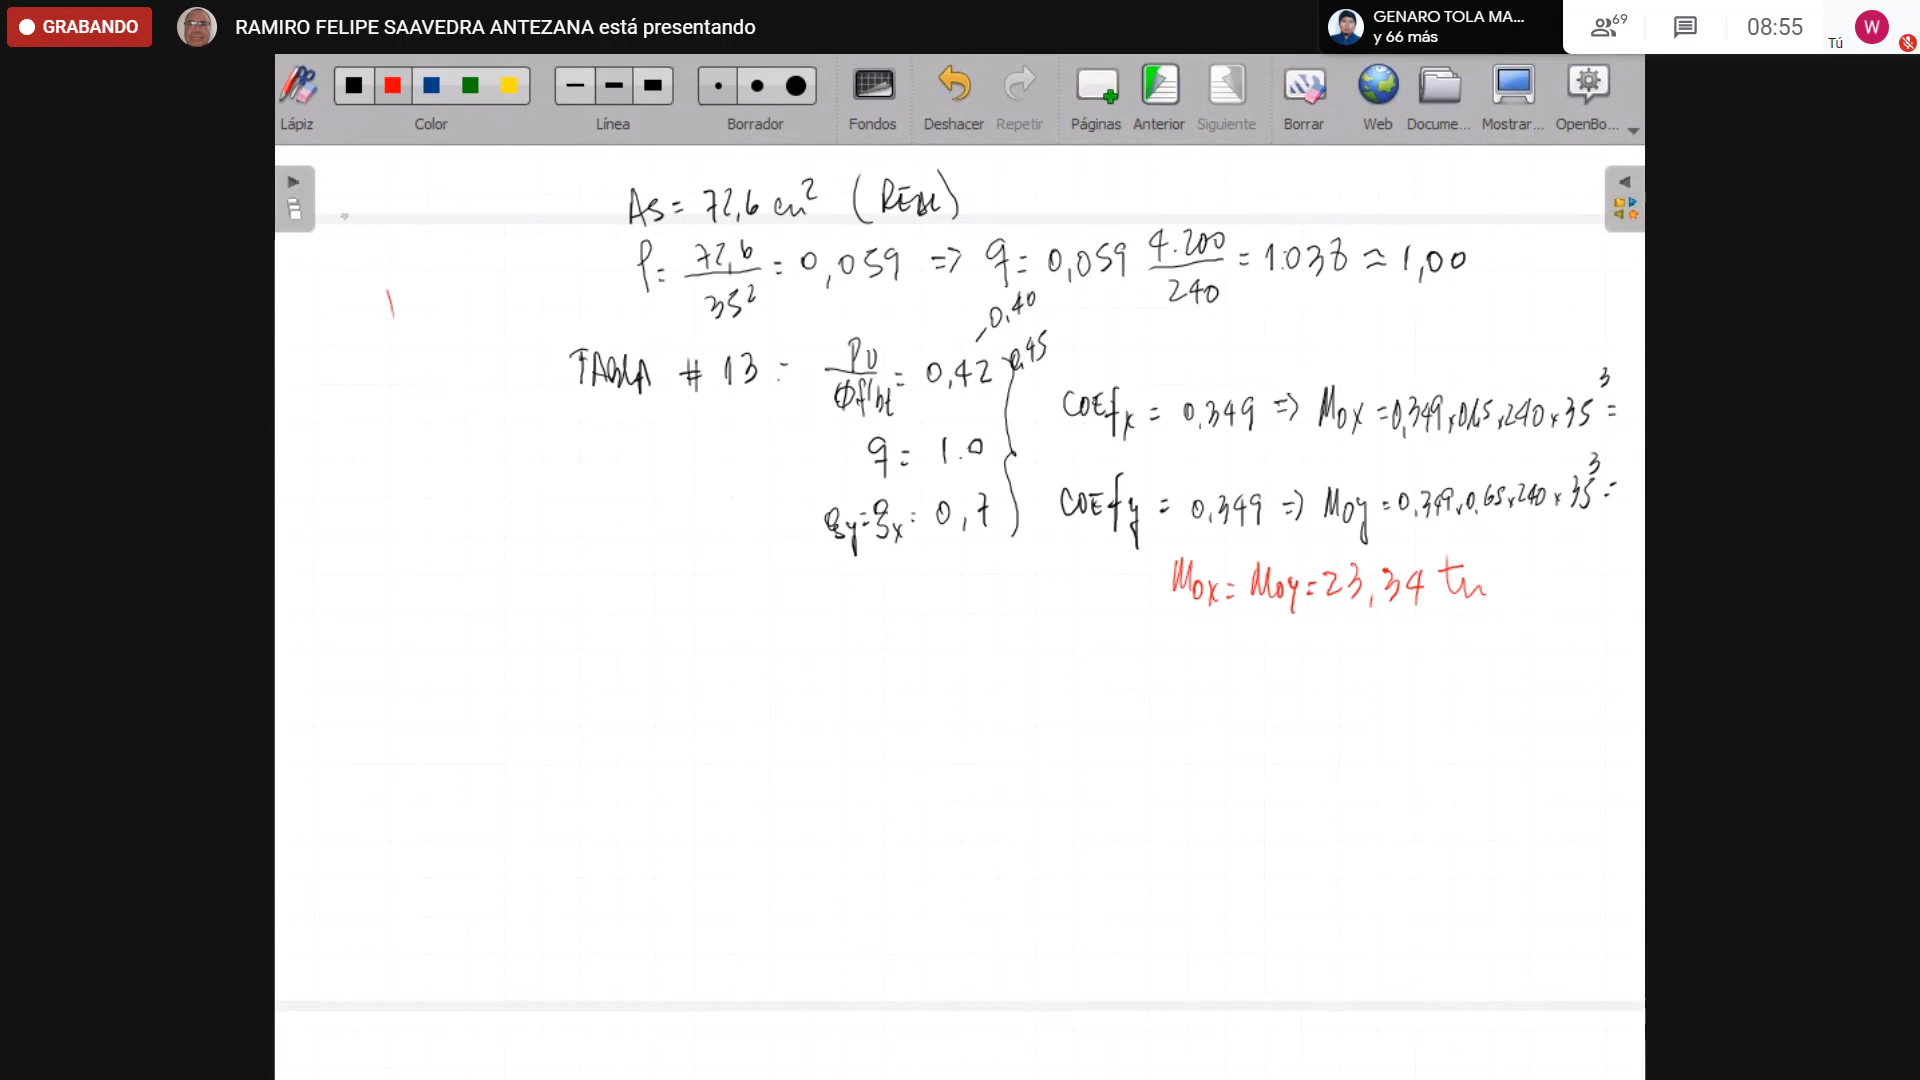 GRABANDO
RAMIRO FELIPE SAAVEDRA ANTEZANA está presentando
GENARO TOLA MA...
y 66 más
69
08:55
Tú
W
Lápiz Color Línea Borrador Fondos Deshacer Repetir Páginas Anterior Siguiente Borrar Web Docume... Mostrar... OpenBo...
As = 72,6 cm² (REAL)
ρ = 72,6 / 35² = 0,059 => q = 0,059 4.200 / 240 = 1.038 ≈ 1,00
0,40
TABLA # 13 : PU / Øf'bt = 0,42 0,45
COEfx = 0,349 => Mox = 0,349 x 0,65 x 240 x 35³ =
q = 1.0
COEfy = 0,349 => Moy = 0,349 x 0,65 x 240 x 35³ =
gy = gx = 0,7
Mox = Moy = 23,34 tm